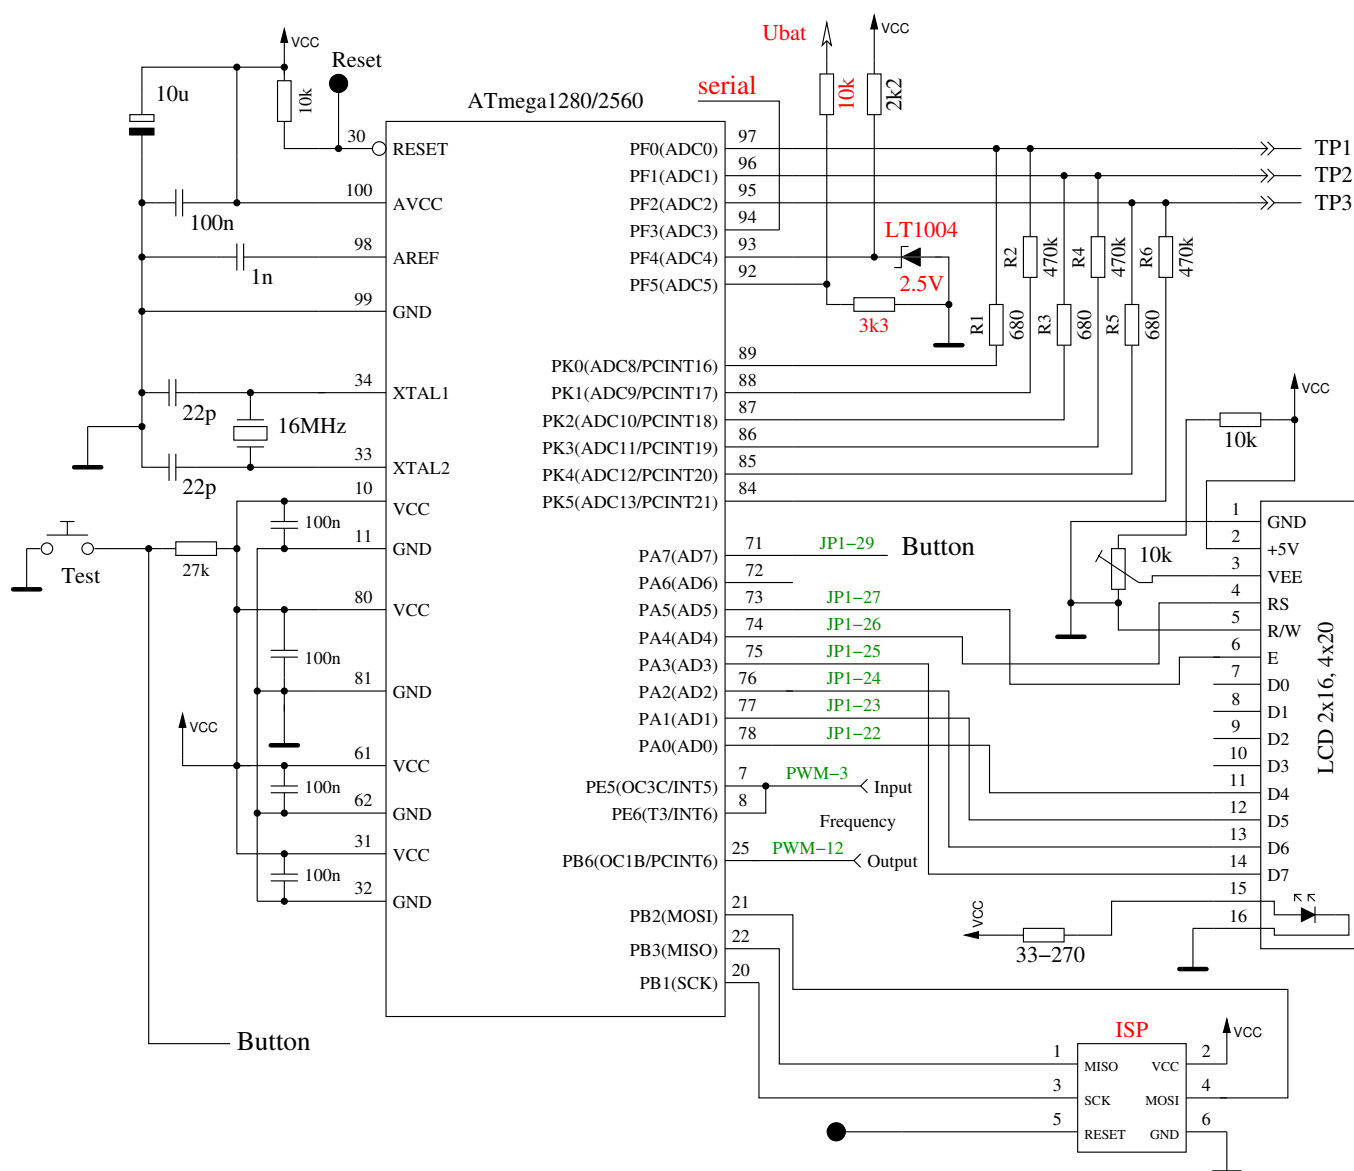 VCC
Ubat
VCC
Reset
10u
10k
serial
10k
2k2
ATmega1280/2560
30
RESET
PF0(ADC0)
97
TP1
96
PF1(ADC1)
TP2
100
AVCC
100n
95
PF2(ADC2)
TP3
94
PF3(ADC3)
LT1004
98
AREF
1n
93
PF4(ADC4)
2.5V
R2
470k
R4
470k
R6
470k
92
PF5(ADC5)
99
GND
3k3
R1
680
R3
680
R5
680
89
PK0(ADC8/PCINT16)
34
XTAL1
22p
88
PK1(ADC9/PCINT17)
VCC
16MHz
87
PK2(ADC10/PCINT18)
10k
86
PK3(ADC11/PCINT19)
33
XTAL2
22p
85
PK4(ADC12/PCINT20)
10
VCC
84
PK5(ADC13/PCINT21)
100n
1
GND
11
GND
Test
27k
71
PA7(AD7)
JP1-29
Button
10k
2
+5V
72
PA6(AD6)
3
VEE
80
VCC
73
PA5(AD5)
JP1-27
4
RS
74
PA4(AD4)
JP1-26
5
R/W
100n
75
PA3(AD3)
JP1-25
6
E
81
GND
76
PA2(AD2)
JP1-24
7
D0
77
PA1(AD1)
JP1-23
8
D1
VCC
78
PA0(AD0)
JP1-22
9
D2
61
VCC
10
D3
LCD 2x16, 4x20
100n
7
PE5(OC3C/INT5)
PWM-3
Input
11
D4
62
GND
8
PE6(T3/INT6)
Frequency
12
D5
31
VCC
25
PB6(OC1B/PCINT6)
PWM-12
Output
13
D6
100n
14
D7
32
GND
15
21
PB2(MOSI)
VCC
16
22
PB3(MISO)
33-270
20
PB1(SCK)
Button
ISP
VCC
1
MISO
VCC
2
3
SCK
MOSI
4
5
RESET
GND
6